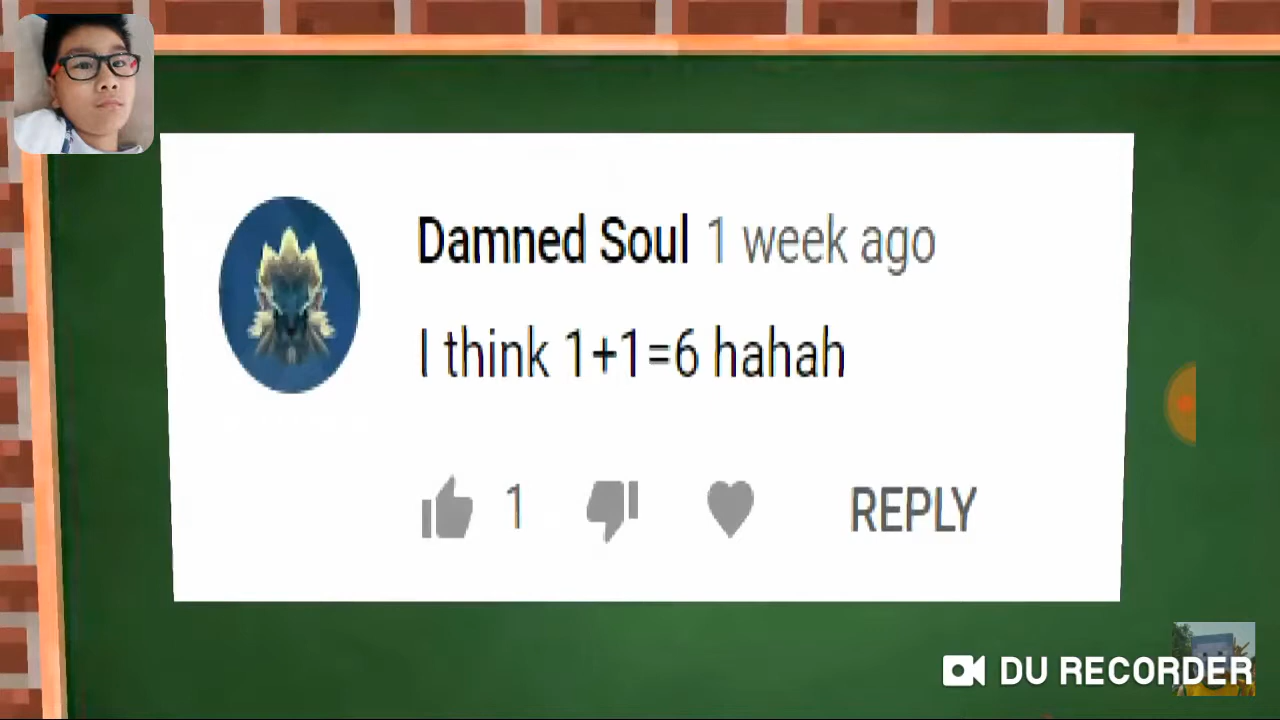 Damned Soul 1 week ago
I think 1+1=6 hahah
1
REPLY
DU RECORDER